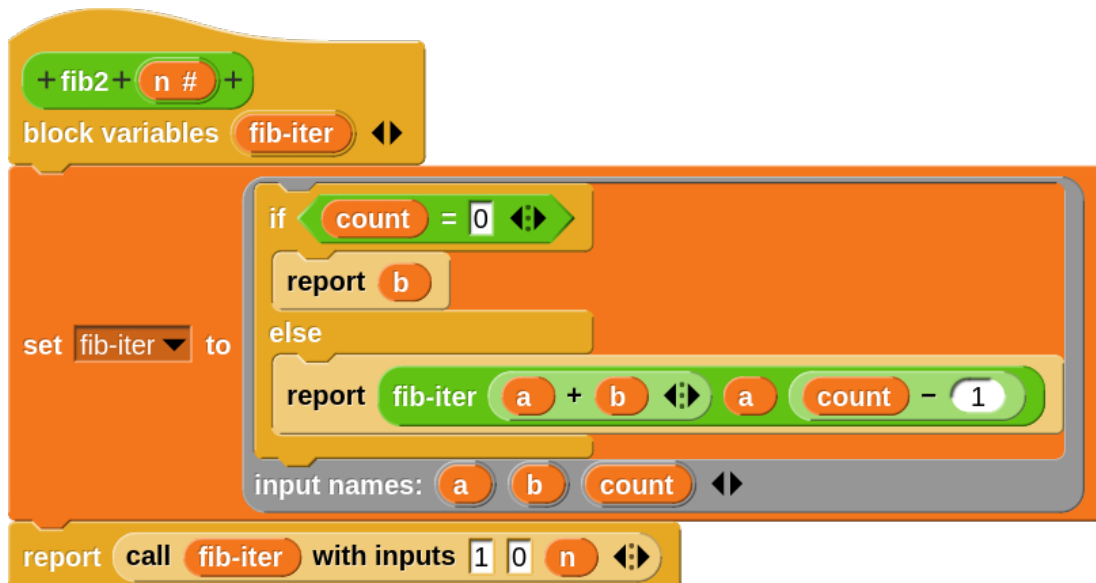 + fib2 + n # +
block variables fib-iter
if count = 0
report b
else
set fib-iter to
report fib-iter a + b a count - 1
input names: a b count
report call fib-iter with inputs 1 0 n